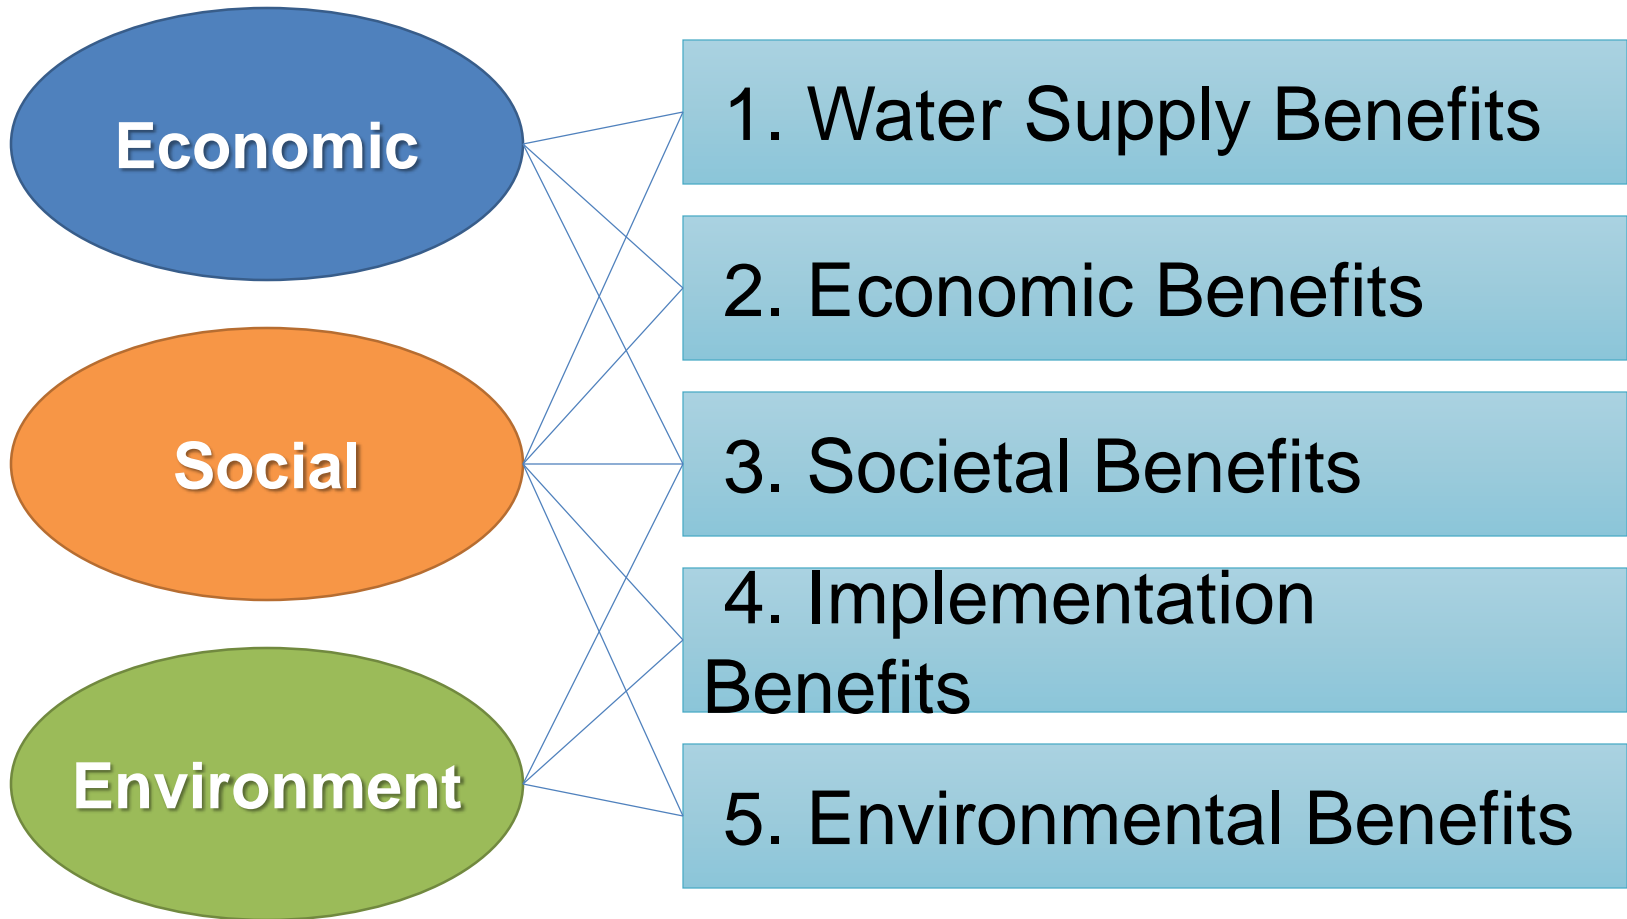 Economic
Social
Environment
1. Water Supply Benefits
2. Economic Benefits
3. Societal Benefits
4. Implementation
Benefits
5. Environmental Benefits